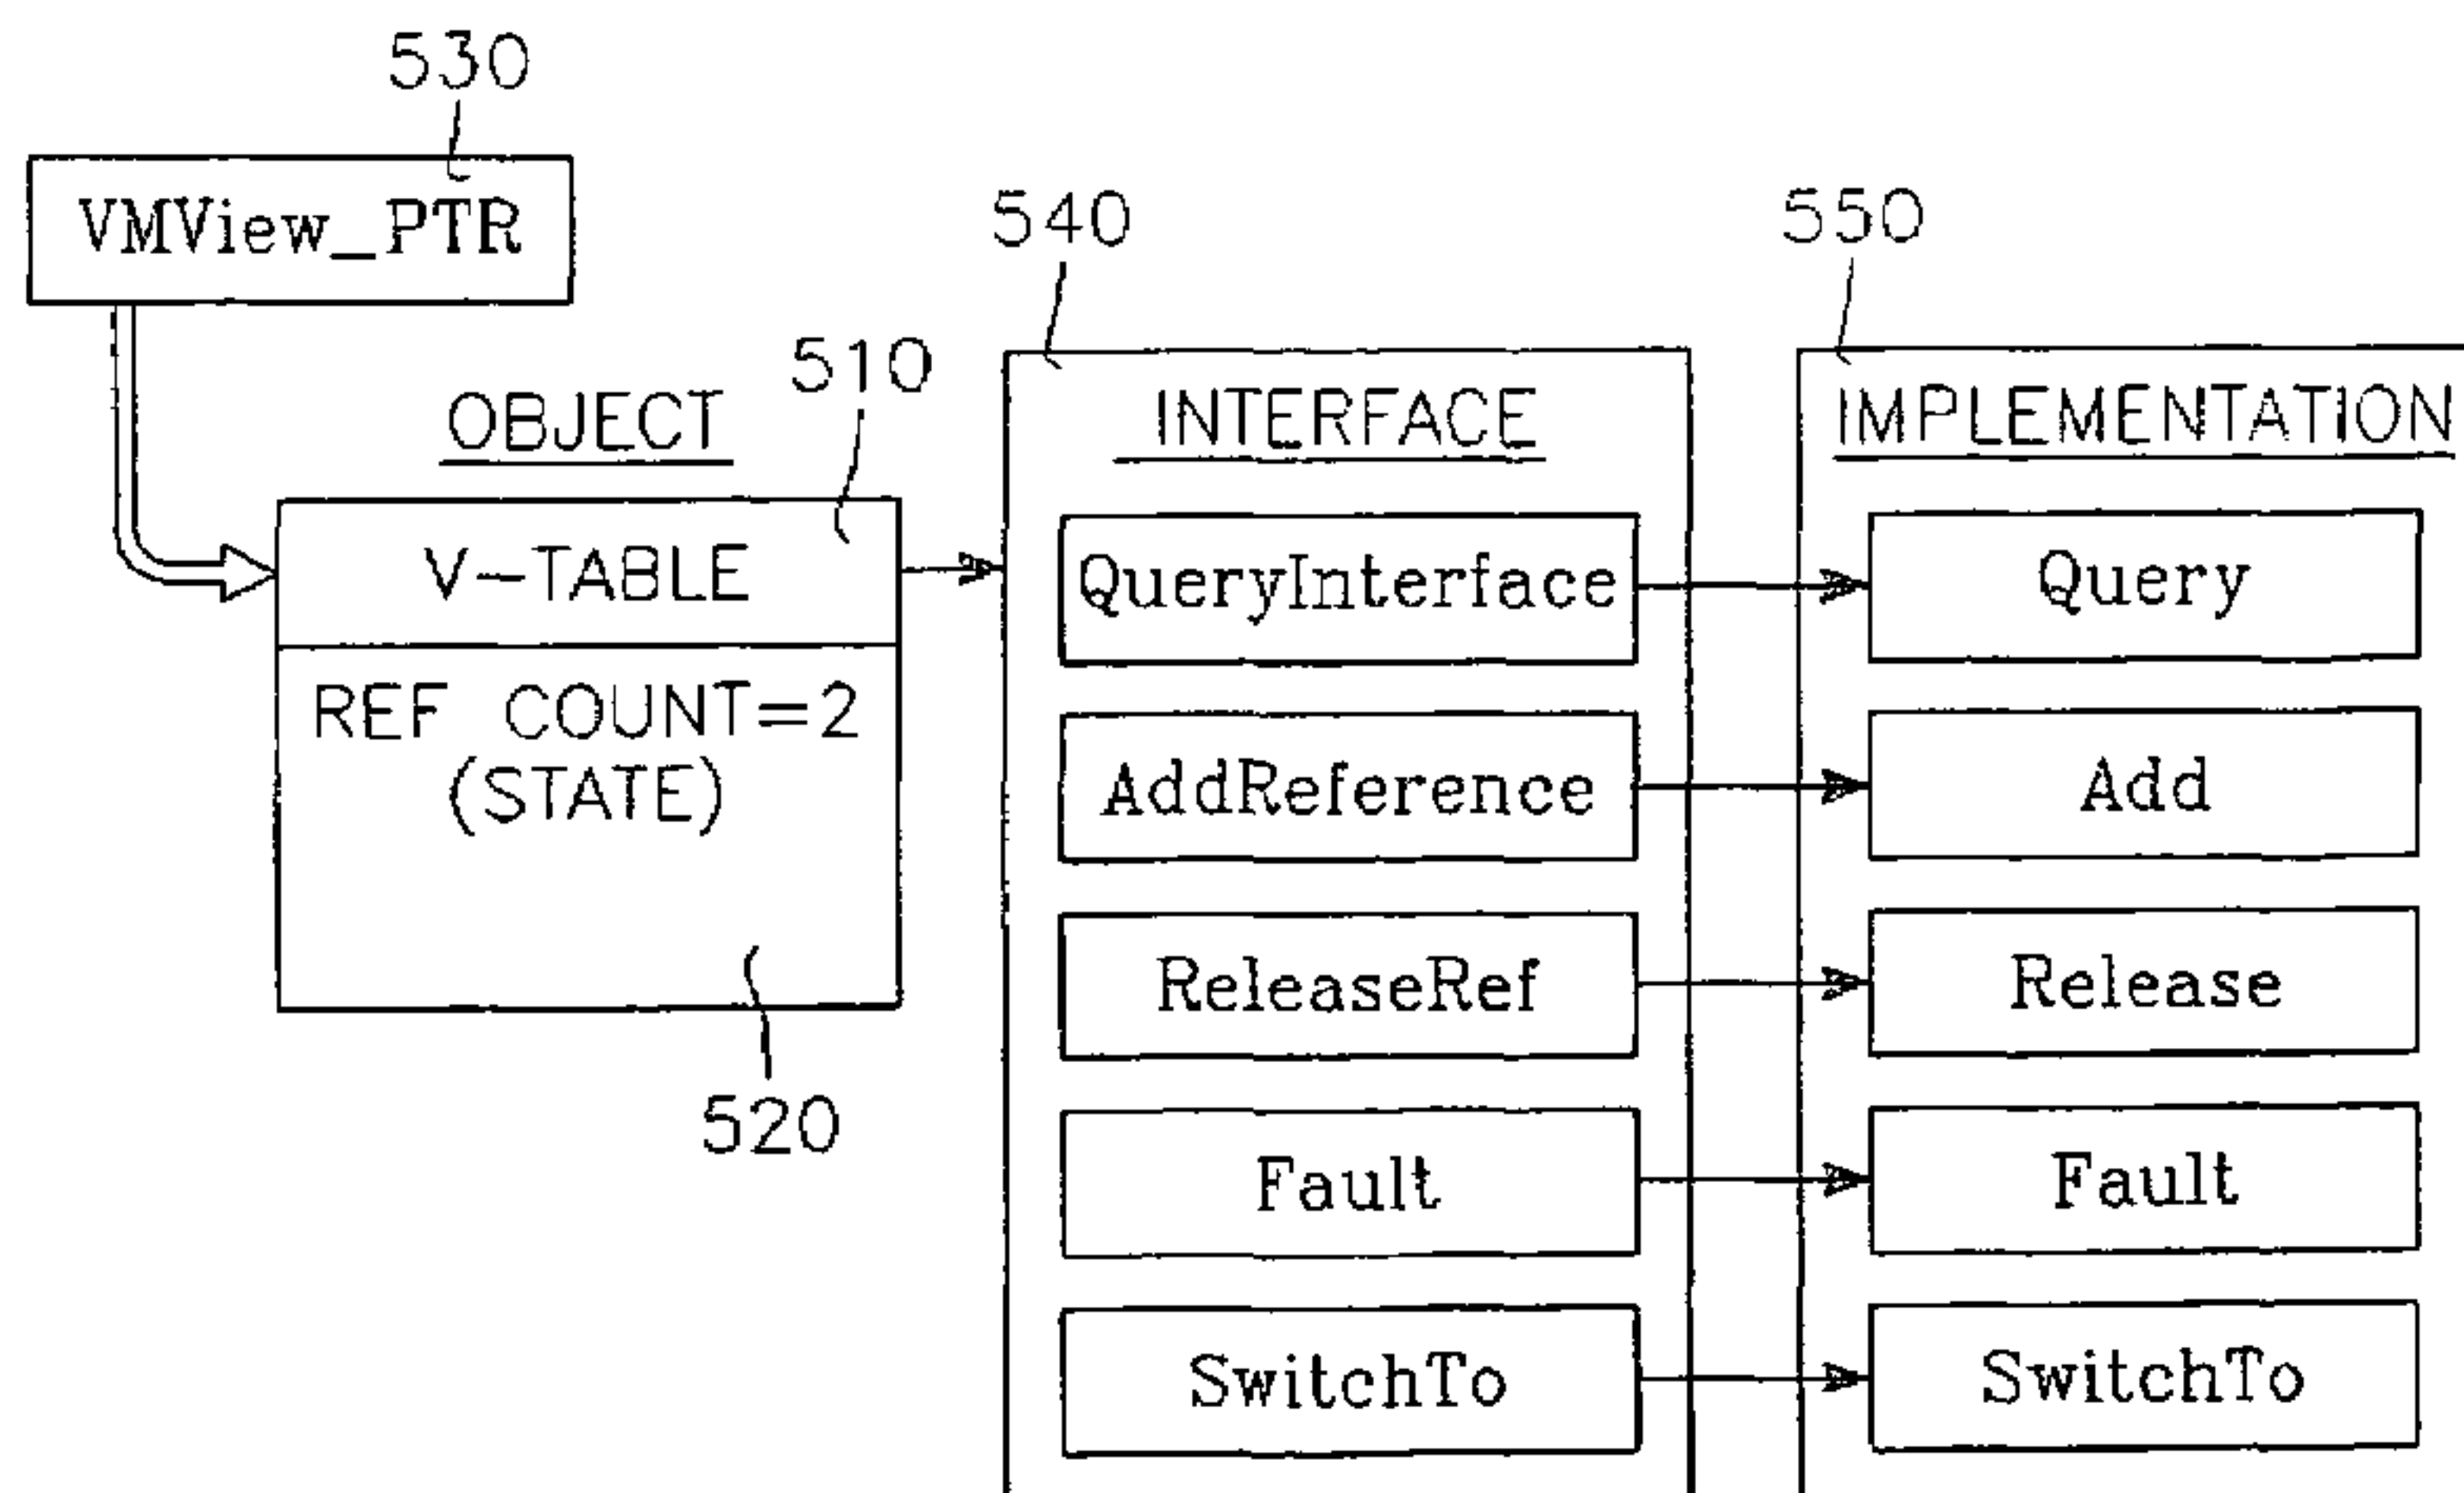 530
VMView_PTR
540
550
510
OBJECT
INTERFACE
IMPLEMENTATION
V-TABLE
QueryInterface
Query
REF COUNT=2
(STATE)
AddReference
Add
ReleaseRef
Release
520
Fault
Fault
SwitchTo
SwitchTo